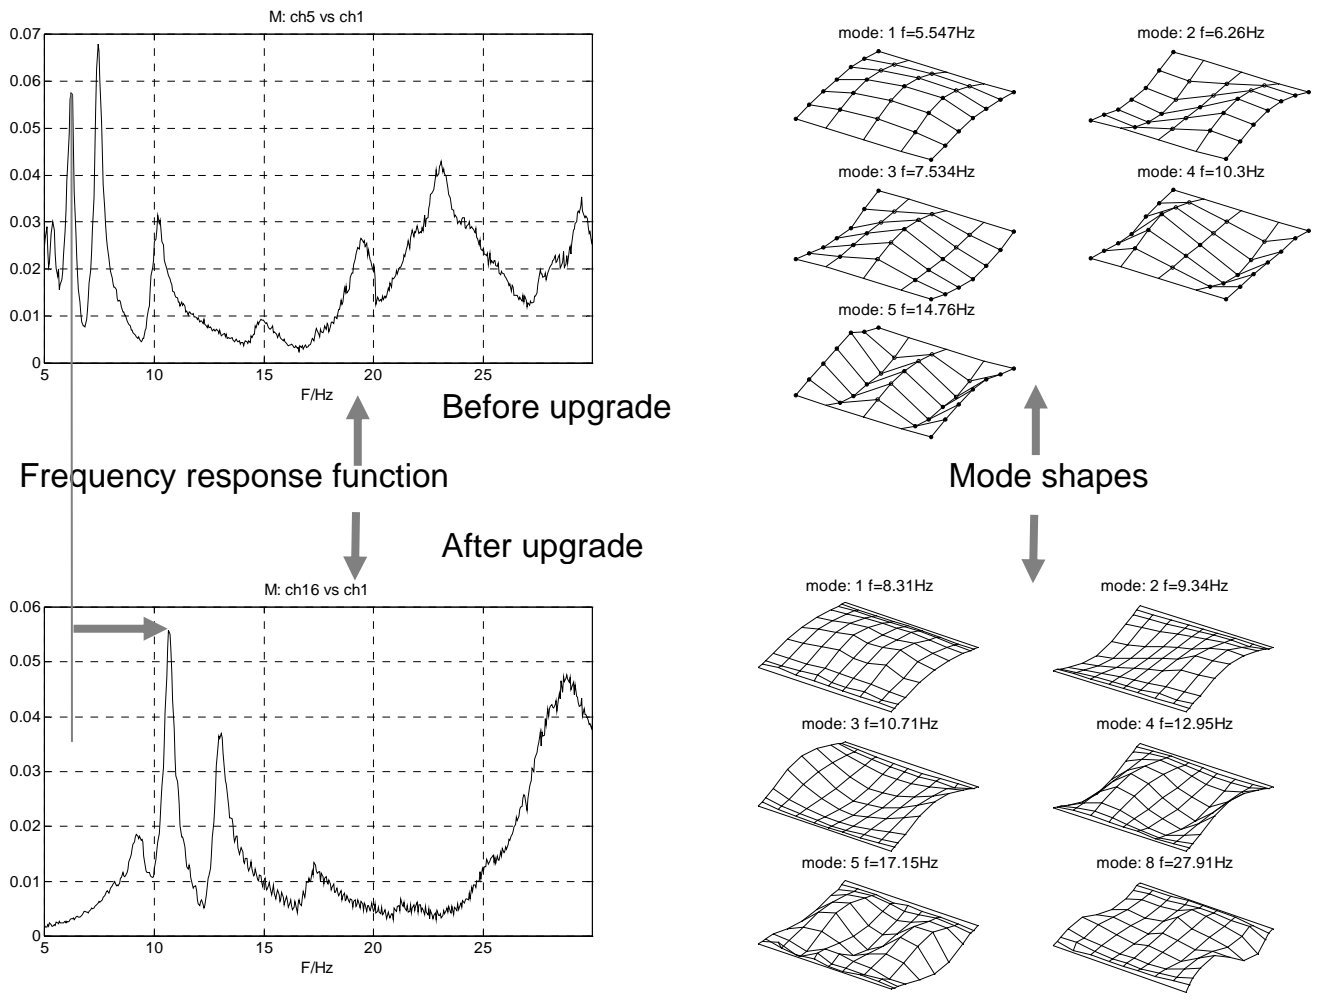 M: ch5 vs ch1
0.07
0.06
0.05
0.04
0.03
0.02
0.01
0
5 10 15 20 25
F/Hz
mode: 1 f=5.547Hz
mode: 2 f=6.26Hz
mode: 3 f=7.534Hz
mode: 4 f=10.3Hz
mode: 5 f=14.76Hz
Before upgrade
Frequency response function
Mode shapes
After upgrade
M: ch16 vs ch1
0.06
0.05
0.04
0.03
0.02
0.01
0
5 10 15 20 25
F/Hz
mode: 1 f=8.31Hz
mode: 2 f=9.34Hz
mode: 3 f=10.71Hz
mode: 4 f=12.95Hz
mode: 5 f=17.15Hz
mode: 8 f=27.91Hz